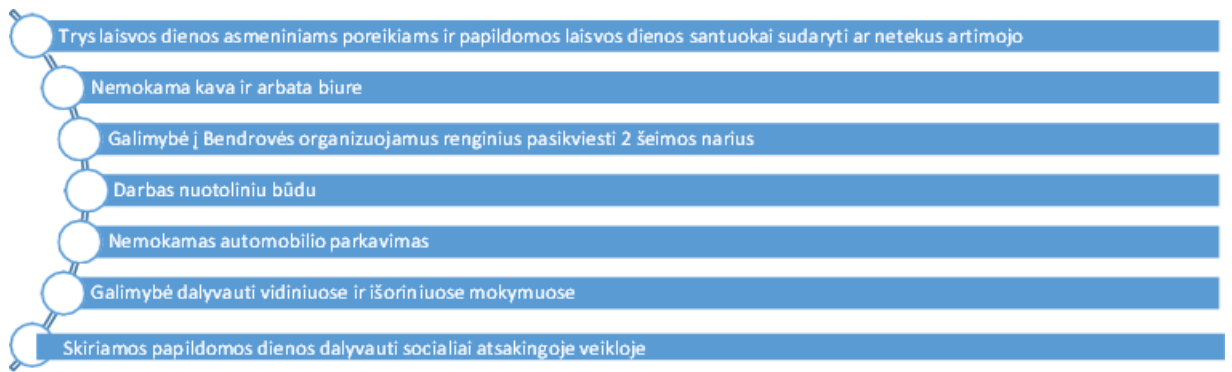 Trys laisvos dienos asmeniniams poreikiams ir papildomos laisvos dienos santuokai sudaryti ar netekus artimojo
Nemokama kava ir arbata biure
Galimybė į Bendrovės organizuojamus renginius pasikviesti 2 šeimos narius
Darbas nuotoliniu būdu
Nemokamas automobilio parkavimas
Galimybė dalyvauti vidiniuose ir išoriniuose mokymuose
Skiriamos papildomos dienos dalyvauti socialiai atsakingoje veikloje